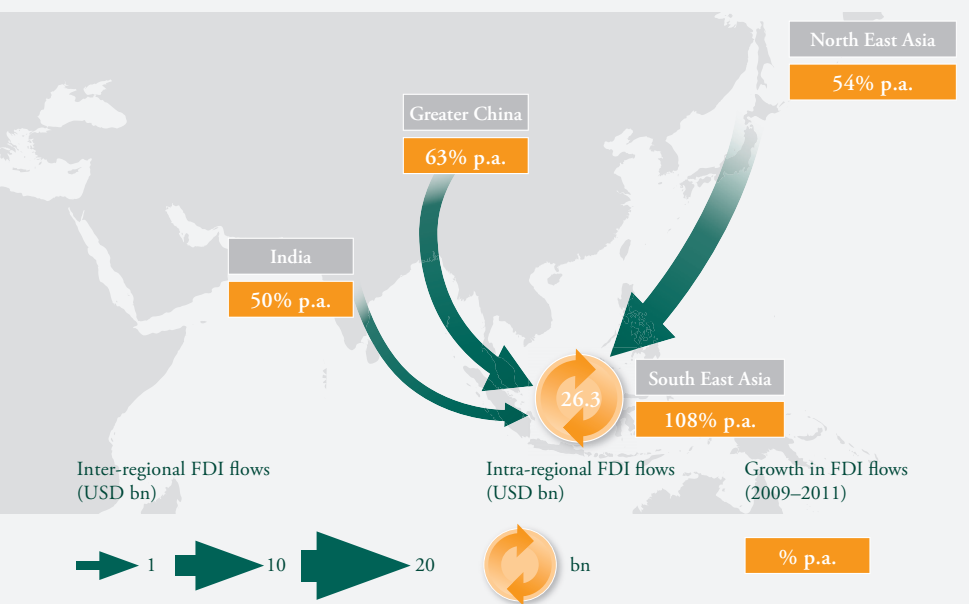 North East Asia
54% p.a.
Greater China
63% p.a.
India
50% p.a.
26.3
South East Asia
108% p.a.
Inter-regional FDI flows
(USD bn)
Intra-regional FDI flows
(USD bn)
Growth in FDI flows
(2009–2011)
1
10
20
bn
% p.a.